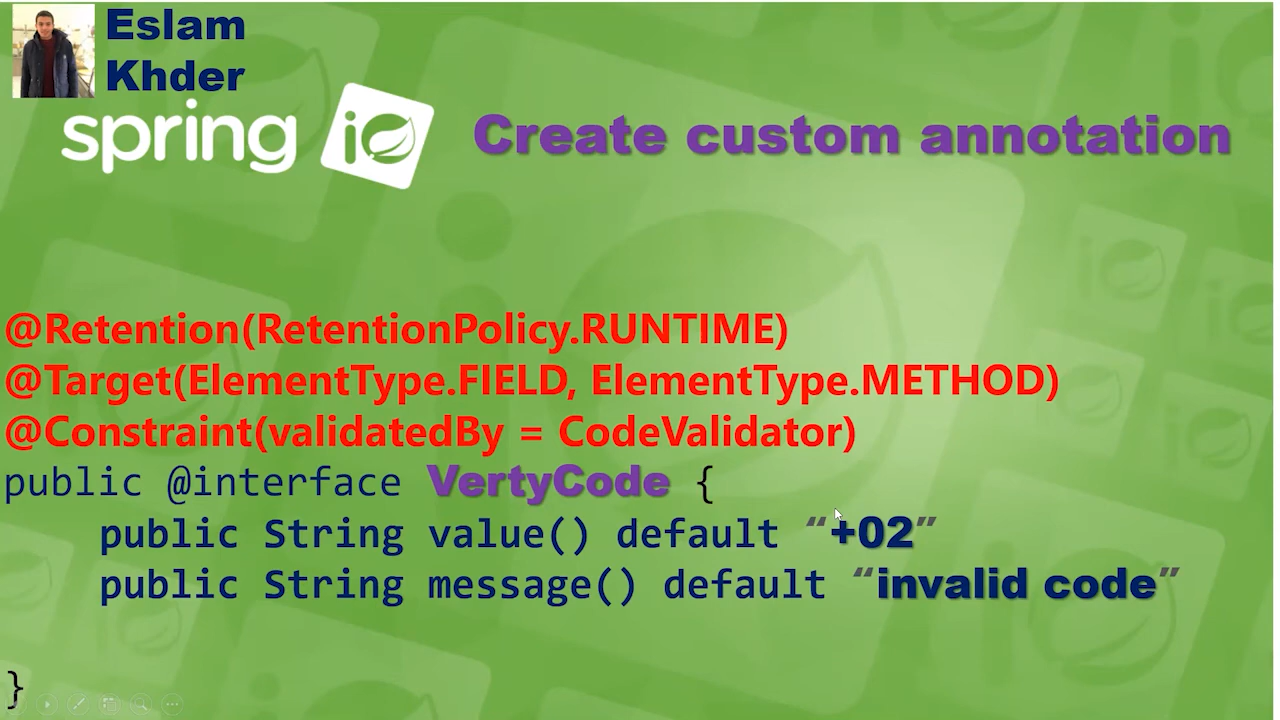 Eslam
Khder
spring
Create custom annotation
@Retention(RetentionPolicy.RUNTIME)
@Target(ElementType.FIELD, ElementType.METHOD)
@Constraint(validatedBy = CodeValidator)
public @interface VertyCode {
public String value() default “+02”
public String message() default “invalid code”
}